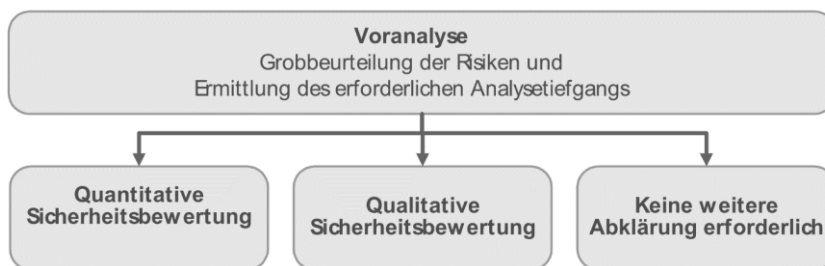 Voranalyse
Grobbeurteilung der Risiken und
Ermittlung des erforderlichen Analysetiefgangs
Quantitative
Sicherheitsbewertung
Qualitative
Sicherheitsbewertung
Keine weitere
Abklärung erforderlich